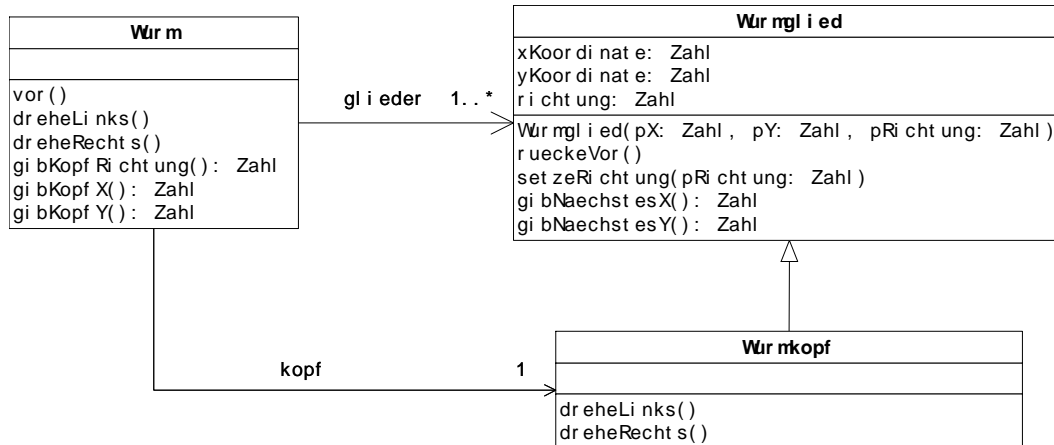 Wurm
vor()
dreheLinks()
dreheRechts()
gibKopfRichtung(): Zahl
gibKopfX(): Zahl
gibKopfY(): Zahl
glieder 1..*
Wurmglied
xKoordinate: Zahl
yKoordinate: Zahl
richtung: Zahl
Wurmglied(pX: Zahl, pY: Zahl, pRichtung: Zahl)
rueckeVor()
setzeRichtung(pRichtung: Zahl)
gibNaechstesX(): Zahl
gibNaechstesY(): Zahl
kopf 1
Wurmkopf
dreheLinks()
dreheRechts()